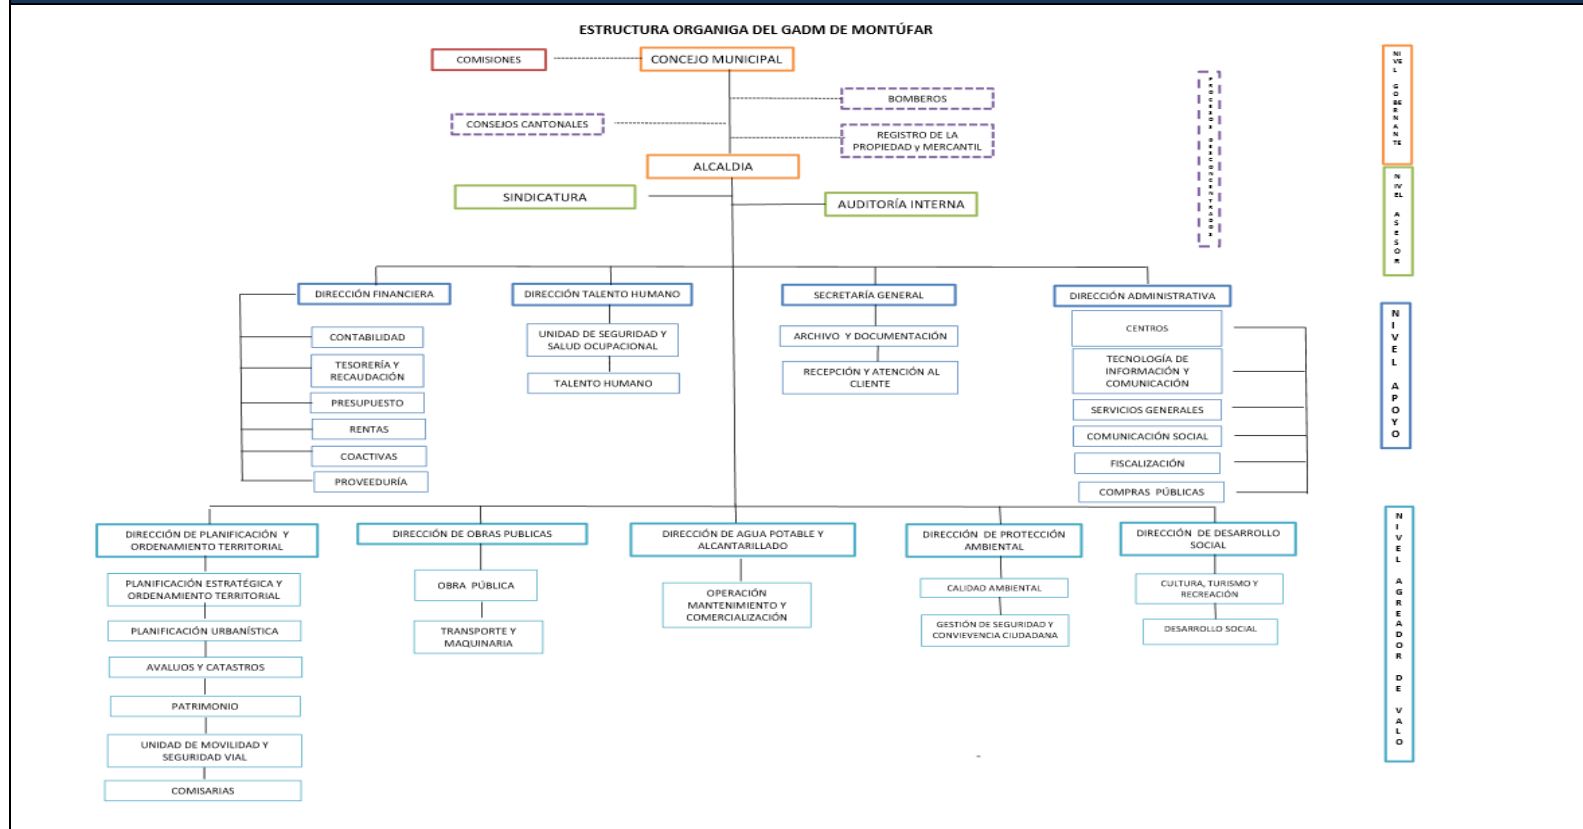 ESTRUCTURA ORGANIGA DEL GADM DE MONTÚFAR
COMISIONES
CONCEJO MUNICIPAL
BOMBEROS
CONSEJOS CANTONALES
REGISTRO DE LA
PROPIEDAD y MERCANTIL
ALCALDIA
SINDICATURA
AUDITORÍA INTERNA
PROCESOS DESCONCENTRADOS
NIVEL GOBERNANTE
NIVEL ASESOR
DIRECCIÓN FINANCIERA
CONTABILIDAD
TESORERÍA Y
RECAUDACIÓN
PRESUPUESTO
RENTAS
COACTIVAS
PROVEEDURÍA
DIRECCIÓN TALENTO HUMANO
UNIDAD DE SEGURIDAD Y
SALUD OCUPACIONAL
TALENTO HUMANO
SECRETARÍA GENERAL
ARCHIVO Y DOCUMENTACIÓN
RECEPCIÓN Y ATENCIÓN AL
CLIENTE
DIRECCIÓN ADMINISTRATIVA
CENTROS
TECNOLOGÍA DE
INFORMACIÓN Y
COMUNICACIÓN
SERVICIOS GENERALES
COMUNICACIÓN SOCIAL
FISCALIZACIÓN
COMPRAS PÚBLICAS
NIVEL APOYO
DIRECCIÓN DE PLANIFICACIÓN Y
ORDENAMIENTO TERRITORIAL
PLANIFICACIÓN ESTRATÉGICA Y
ORDENAMIENTO TERRITORIAL
PLANIFICACIÓN URBANÍSTICA
AVALUOS Y CATASTROS
PATRIMONIO
UNIDAD DE MOVILIDAD Y
SEGURIDAD VIAL
COMISARIAS
DIRECCIÓN DE OBRAS PUBLICAS
OBRA PÚBLICA
TRANSPORTE Y
MAQUINARIA
DIRECCIÓN DE AGUA POTABLE Y
ALCANTARILLADO
OPERACIÓN
MANTENIMIENTO Y
COMERCIALIZACIÓN
DIRECCIÓN DE PROTECCIÓN
AMBIENTAL
CALIDAD AMBIENTAL
GESTIÓN DE SEGURIDAD Y
CONVIEVENCIA CIUDADANA
DIRECCIÓN DE DESARROLLO
SOCIAL
CULTURA, TURISMO Y
RECREACIÓN
DESARROLLO SOCIAL
NIVEL AGREADOR DE VALO